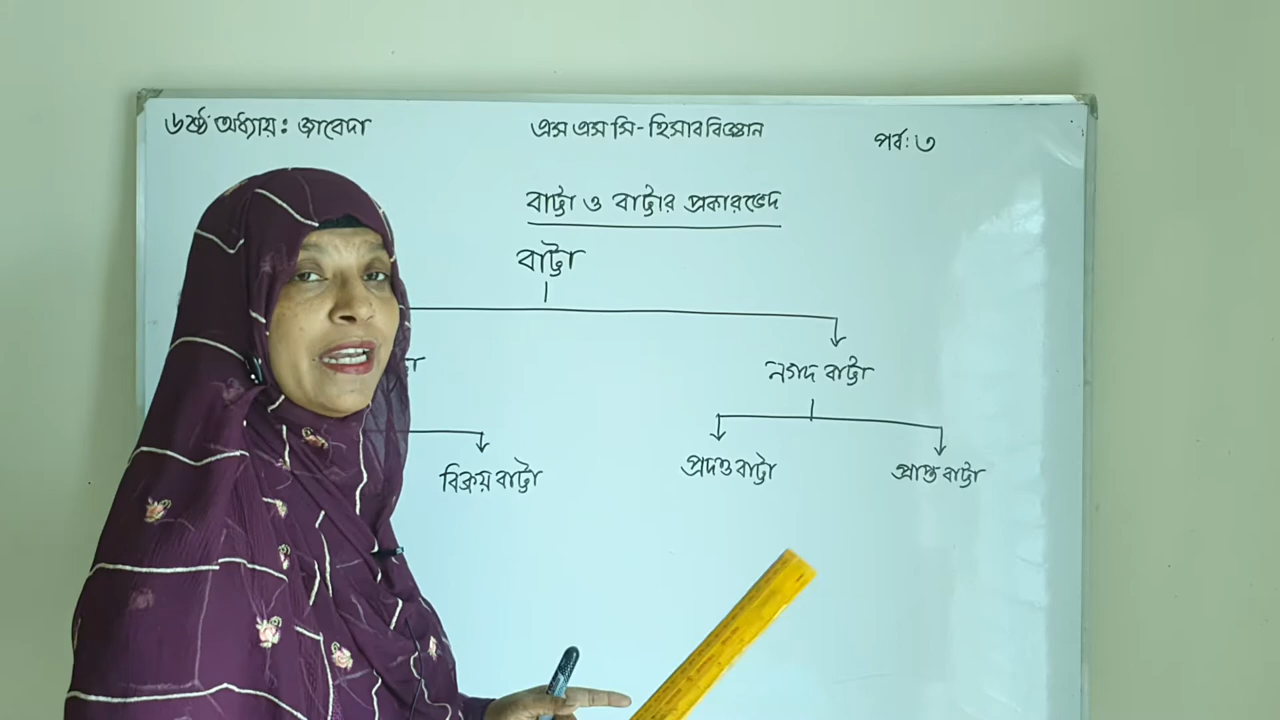 ৬ষ্ঠ অধ্যায়ঃ জাবেদা
এস এস সি - হিসাব বিজ্ঞান
পর্ব: ৩
বাট্টা ও বাট্টার প্রকারভেদ
বাট্টা
নগদ বাট্টা
বিক্রয় বাট্টা
প্রদত্ত বাট্টা
প্রাপ্ত বাট্টা